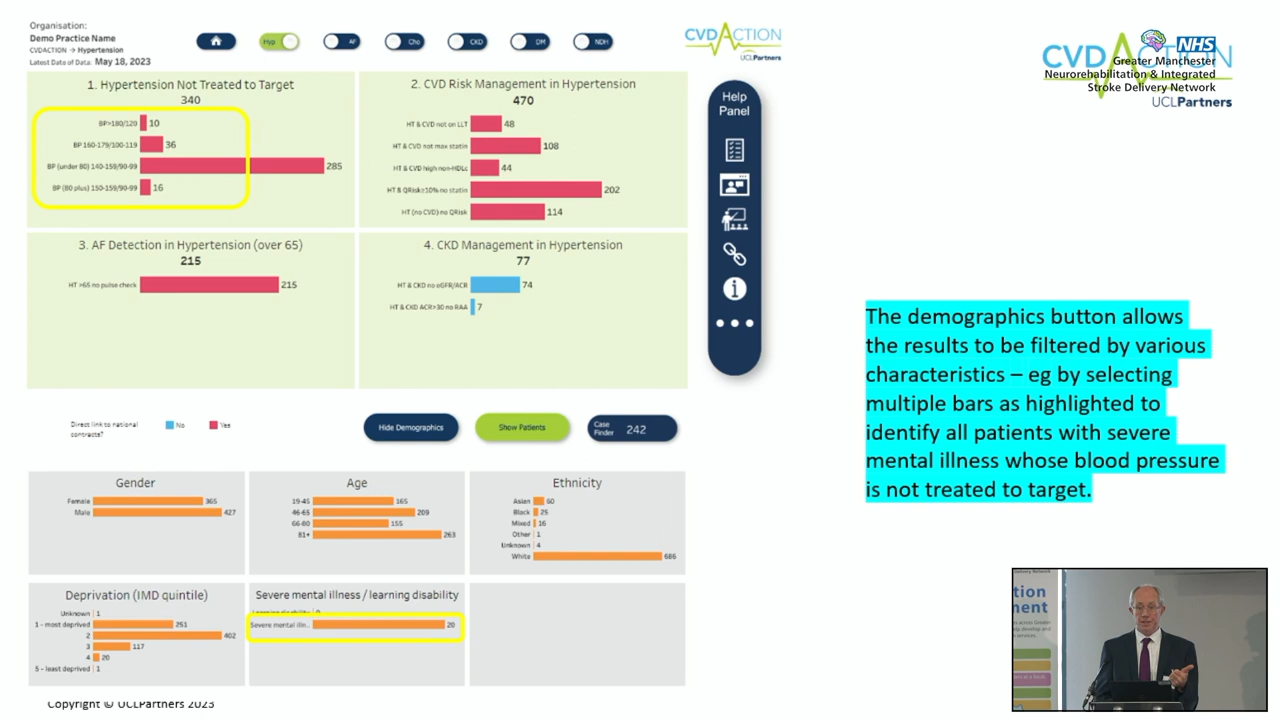 Organisation:
Demo Practice Name
CVDACTION → Hypertension
Latest Date of Data: May 18, 2023
Hyp
AF
Cho
CKD
DM
NDH
CVDACTION
UCLPartners
1. Hypertension Not Treated to Target
340
BP>180/120 10
BP 160-179/100-119 36
BP (under 80) 140-159/90-99 285
BP (80 plus) 150-159/90-99 16
2. CVD Risk Management in Hypertension
470
HT & CVD not on LLT 48
HT & CVD not max statin 108
HT & CVD high non-HDLc 44
HT & QRisk≥10% no statin 202
HT (no CVD) no QRisk 114
3. AF Detection in Hypertension (over 65)
215
HT >65 no pulse check 215
4. CKD Management in Hypertension
77
HT & CKD no eGFR/ACR 74
HT & CKD ACR>30 no RAA 7
Help
Panel
Direct link to national
contracts?
No
Yes
Hide Demographics
Show Patients
Case
Finder 242
Gender
Female 365
Male 427
Age
19-45 165
46-65 209
66-80 155
81+ 263
Ethnicity
Asian 60
Black 25
Mixed 16
Other 1
Unknown 4
White 686
Deprivation (IMD quintile)
Unknown 1
1 - most deprived 251
2 402
3 117
4 20
5 - least deprived 1
Severe mental illness / learning disability
Learning disability 0
Severe mental illn.. 20
Copyright © UCLPartners 2023
CVDACTION
NHS
Greater Manchester
Neurorehabilitation & Integrated
Stroke Delivery Network
UCLPartners
The demographics button allows
the results to be filtered by various
characteristics – eg by selecting
multiple bars as highlighted to
identify all patients with severe
mental illness whose blood pressure
is not treated to target.
Delivery Network